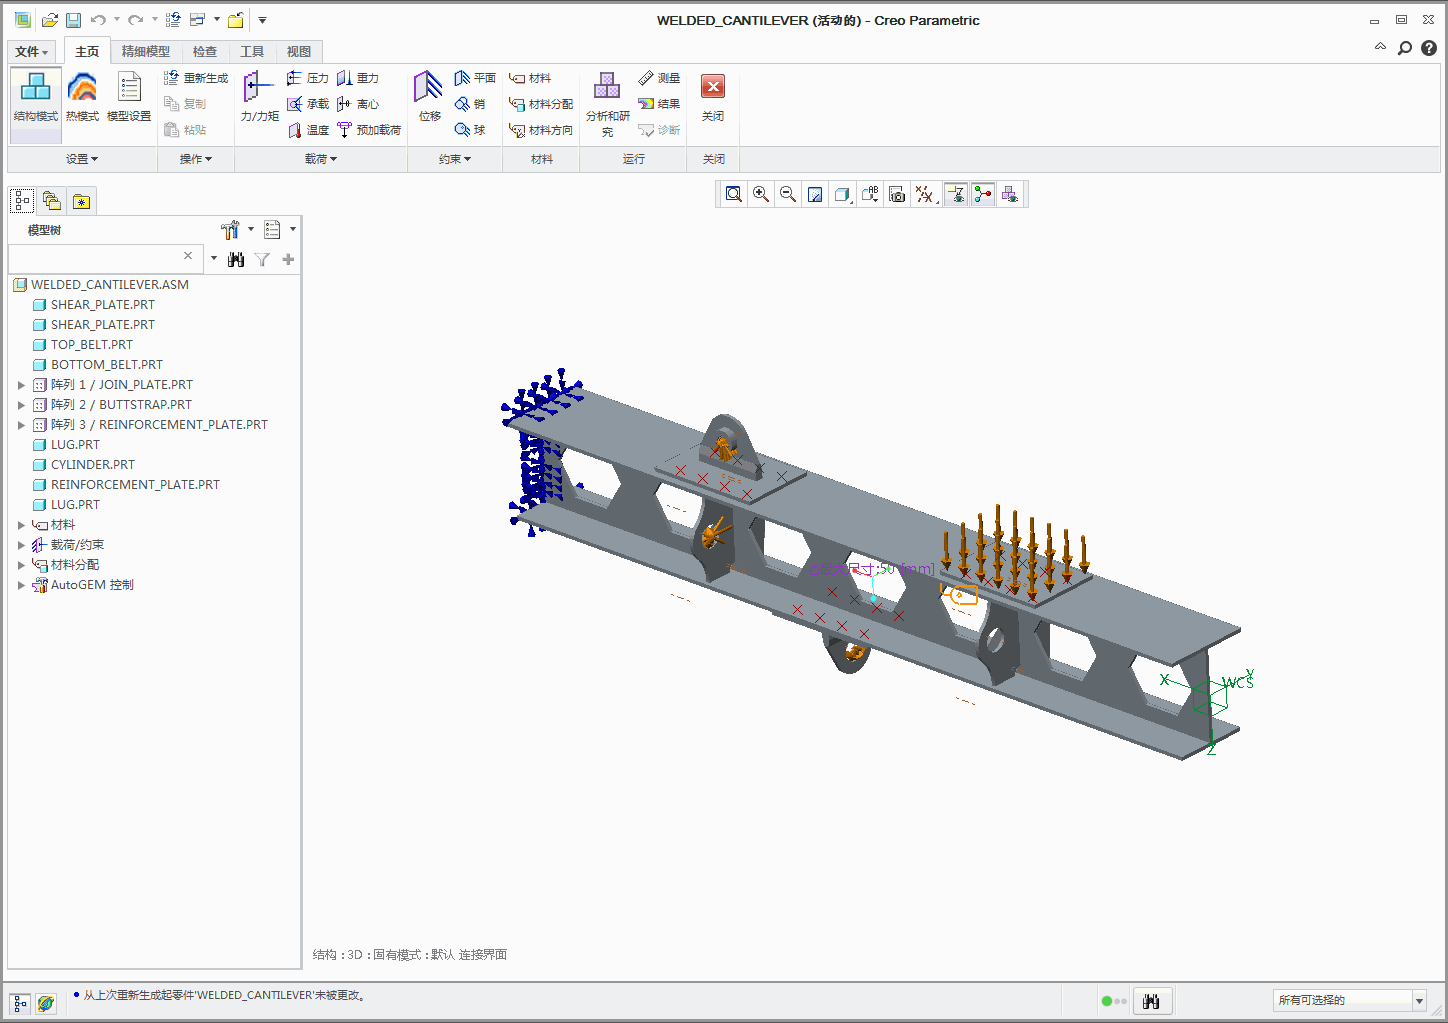 WELDED_CANTILEVER (活动的) - Creo Parametric
文件 主页 精细模型 检查 工具 视图
结构模式 热模式 模型设置
重新生成
复制
粘贴
力/力矩
压力 重力
承载 离心
温度 预加载荷
位移
平面
销
球
材料
材料分配
材料方向
分析和研究
测量
结果
诊断
关闭
设置 操作 载荷 约束 材料 运行 关闭
模型树
WELDED_CANTILEVER.ASM
SHEAR_PLATE.PRT
SHEAR_PLATE.PRT
TOP_BELT.PRT
BOTTOM_BELT.PRT
阵列 1 / JOIN_PLATE.PRT
阵列 2 / BUTTSTRAP.PRT
阵列 3 / REINFORCEMENT_PLATE.PRT
LUG.PRT
CYLINDER.PRT
REINFORCEMENT_PLATE.PRT
LUG.PRT
材料
载荷/约束
材料分配
AutoGEM 控制
尺寸:50 [mm]
X
Y
WCS
Z
结构 : 3D : 固有模式 : 默认 连接界面
从上次重新生成起零件'WELDED_CANTILEVER'未被更改。
所有可选择的